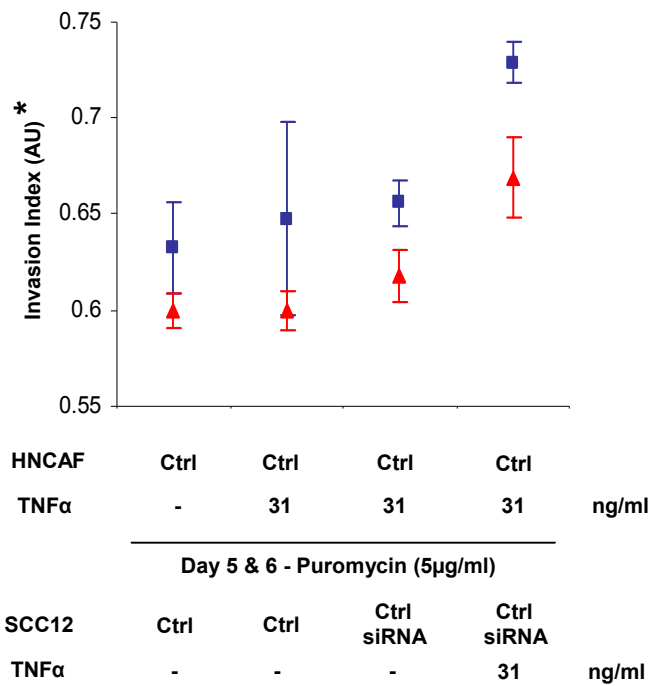 0.75
0.7
0.65
0.6
0.55
Invasion Index (AU) *
HNCAF Ctrl Ctrl Ctrl Ctrl
TNFα - 31 31 31 ng/ml
Day 5 & 6 - Puromycin (5µg/ml)
SCC12 Ctrl Ctrl Ctrl siRNA Ctrl siRNA
TNFα - - - 31 ng/ml